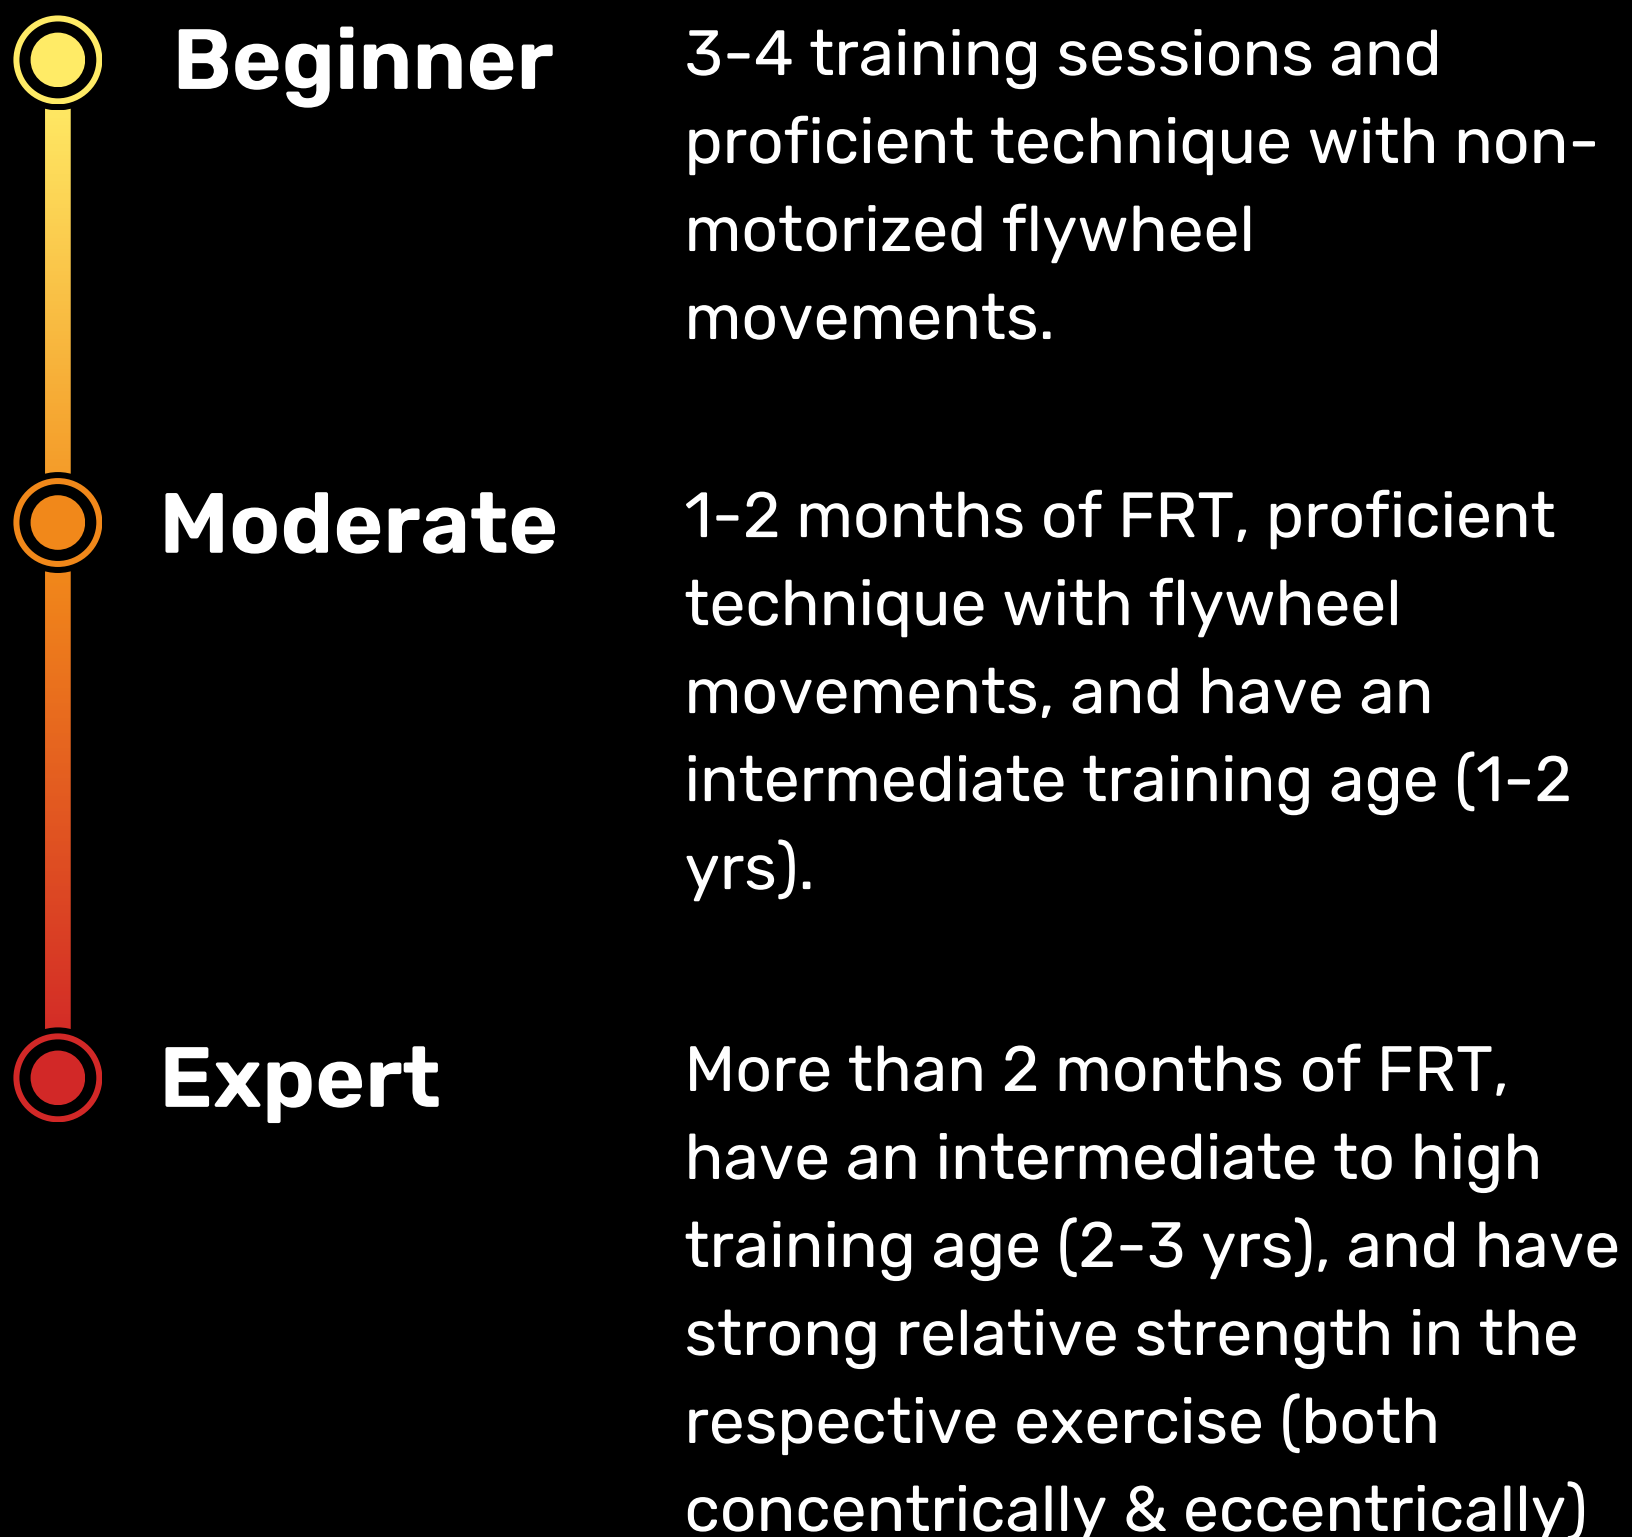 Beginner
3-4 training sessions and
proficient technique with non-
motorized flywheel
movements.
Moderate
1-2 months of FRT, proficient
technique with flywheel
movements, and have an
intermediate training age (1-2
yrs).
Expert
More than 2 months of FRT,
have an intermediate to high
training age (2-3 yrs), and have
strong relative strength in the
respective exercise (both
concentrically & eccentrically)